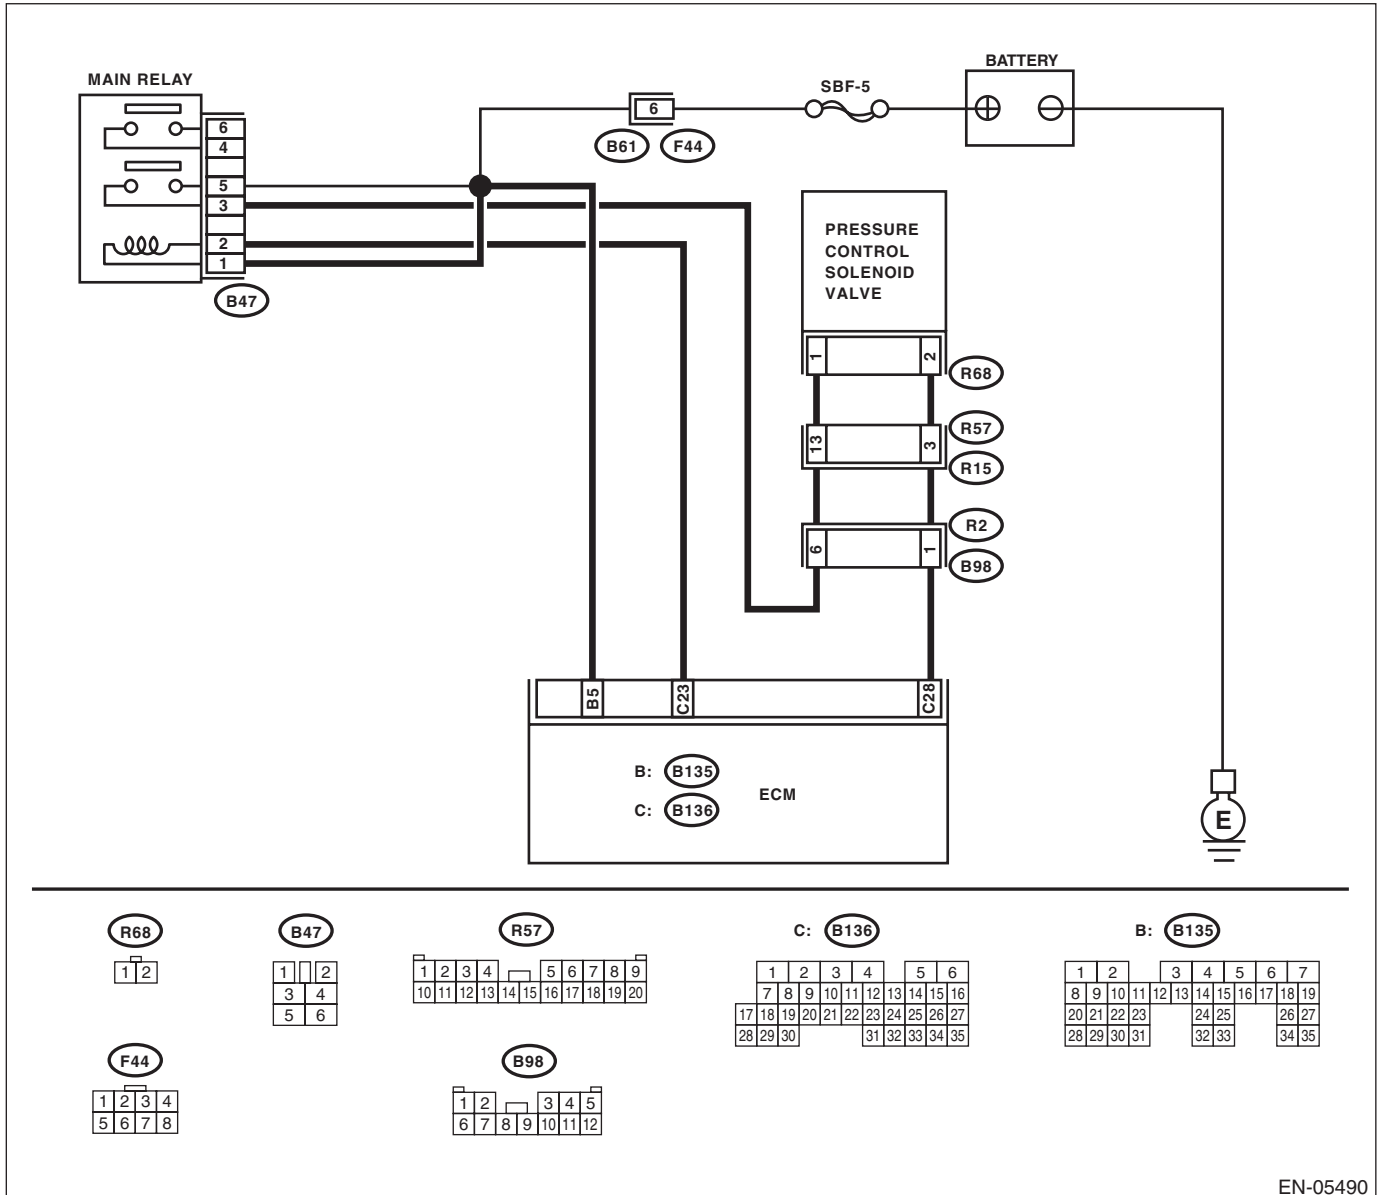 BATTERY
MAIN RELAY
SBF-5
6
6
4
B61
F44
5
3
2
1
B47
PRESSURE
CONTROL
SOLENOID
VALVE
1
2
R68
13
3
R57
R15
6
1
R2
B98
B5
C23
C28
B: B135
C: B136
ECM
E
R68
1 2
B47
1 2
3 4
5 6
R57
1 2 3 4 5 6 7 8 9
10 11 12 13 14 15 16 17 18 19 20
C: B136
1 2 3 4 5 6
7 8 9 10 11 12 13 14 15 16
17 18 19 20 21 22 23 24 25 26 27
28 29 30 31 32 33 34 35
B: B135
1 2 3 4 5 6 7
8 9 10 11 12 13 14 15 16 17 18 19
20 21 22 23 24 25 26 27
28 29 30 31 32 33 34 35
F44
1 2 3 4
5 6 7 8
B98
1 2 3 4 5
6 7 8 9 10 11 12
EN-05490